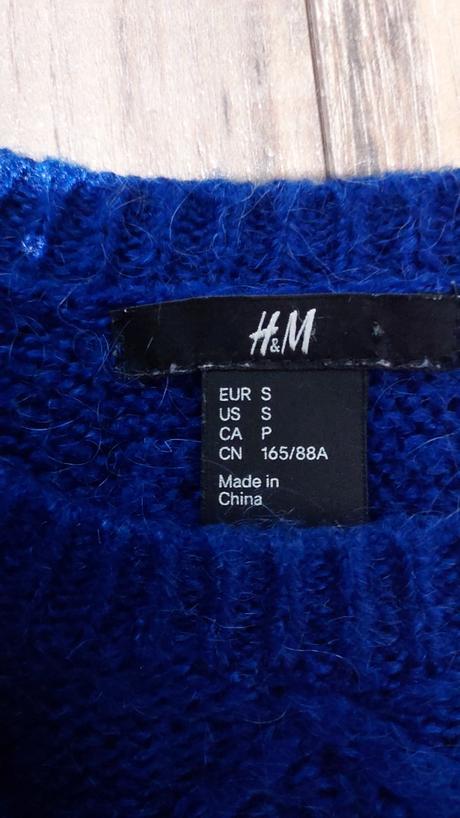 H&M
EUR S
US S
CA P
CN 165/88A
Made in
China